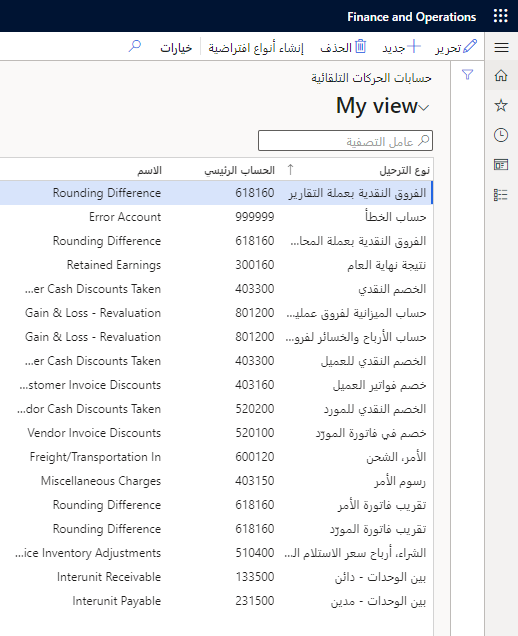 Finance and Operations
تحرير جديد الحذف إنشاء أنواع افتراضية خيارات
حسابات الحركات التلقائية
My view
عامل التصفية
نوع الترحيل الحساب الرئيسي الاسم
الفروق النقدية بعملة التقارير 618160 Rounding Difference
حساب الخطأ 999999 Error Account
الفروق النقدية بعملة المحا... 618160 Rounding Difference
نتيجة نهاية العام 300160 Retained Earnings
الخصم النقدي 403300 ...er Cash Discounts Taken
حساب الميزانية لفروق عملي... 801200 Gain & Loss - Revaluation
حساب الأرباح والخسائر لفرو... 801200 Gain & Loss - Revaluation
الخصم النقدي للعميل 403300 ...er Cash Discounts Taken
خصم فواتير العميل 403160 ...stomer Invoice Discounts
الخصم النقدي للمورد 520200 ...dor Cash Discounts Taken
خصم في فاتورة المورّد 520100 Vendor Invoice Discounts
الأمر، الشحن 600120 Freight/Transportation In
رسوم الأمر 403150 Miscellaneous Charges
تقريب فاتورة الأمر 618160 Rounding Difference
تقريب فاتورة المورّد 618160 Rounding Difference
الشراء، أرباح سعر الاستلام ال... 510400 ...ice Inventory Adjustments
بين الوحدات - دائن 133500 Interunit Receivable
بين الوحدات - مدين 231500 Interunit Payable